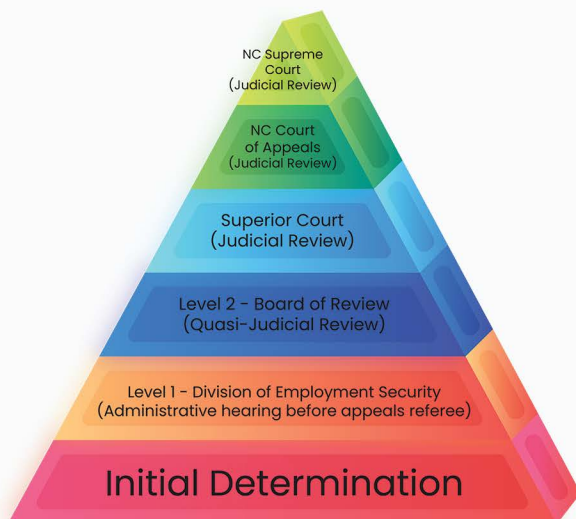 NC Supreme
Court
(Judicial Review)
NC Court
of Appeals
(Judicial Review)
Superior Court
(Judicial Review)
Level 2 - Board of Review
(Quasi-Judicial Review)
Level 1 - Division of Employment Security
(Administrative hearing before appeals referee)
Initial Determination